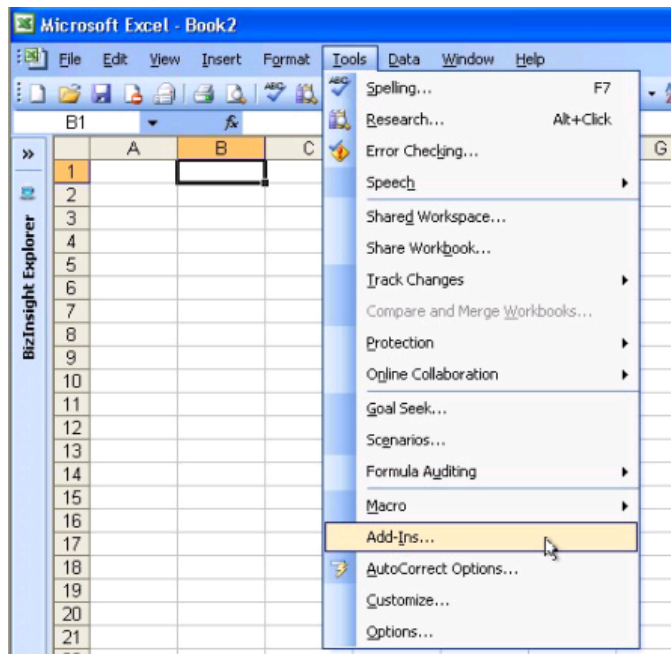 Microsoft Excel - Book2
File Edit View Insert Format Tools Data Window Help
B1 fx
A B C G
BizInsight Explorer
1
2
3
4
5
6
7
8
9
10
11
12
13
14
15
16
17
18
19
20
21
Spelling... F7
Research... Alt+Click
Error Checking...
Speech
Shared Workspace...
Share Workbook...
Track Changes
Compare and Merge Workbooks...
Protection
Online Collaboration
Goal Seek...
Scenarios...
Formula Auditing
Macro
Add-Ins...
AutoCorrect Options...
Customize...
Options...